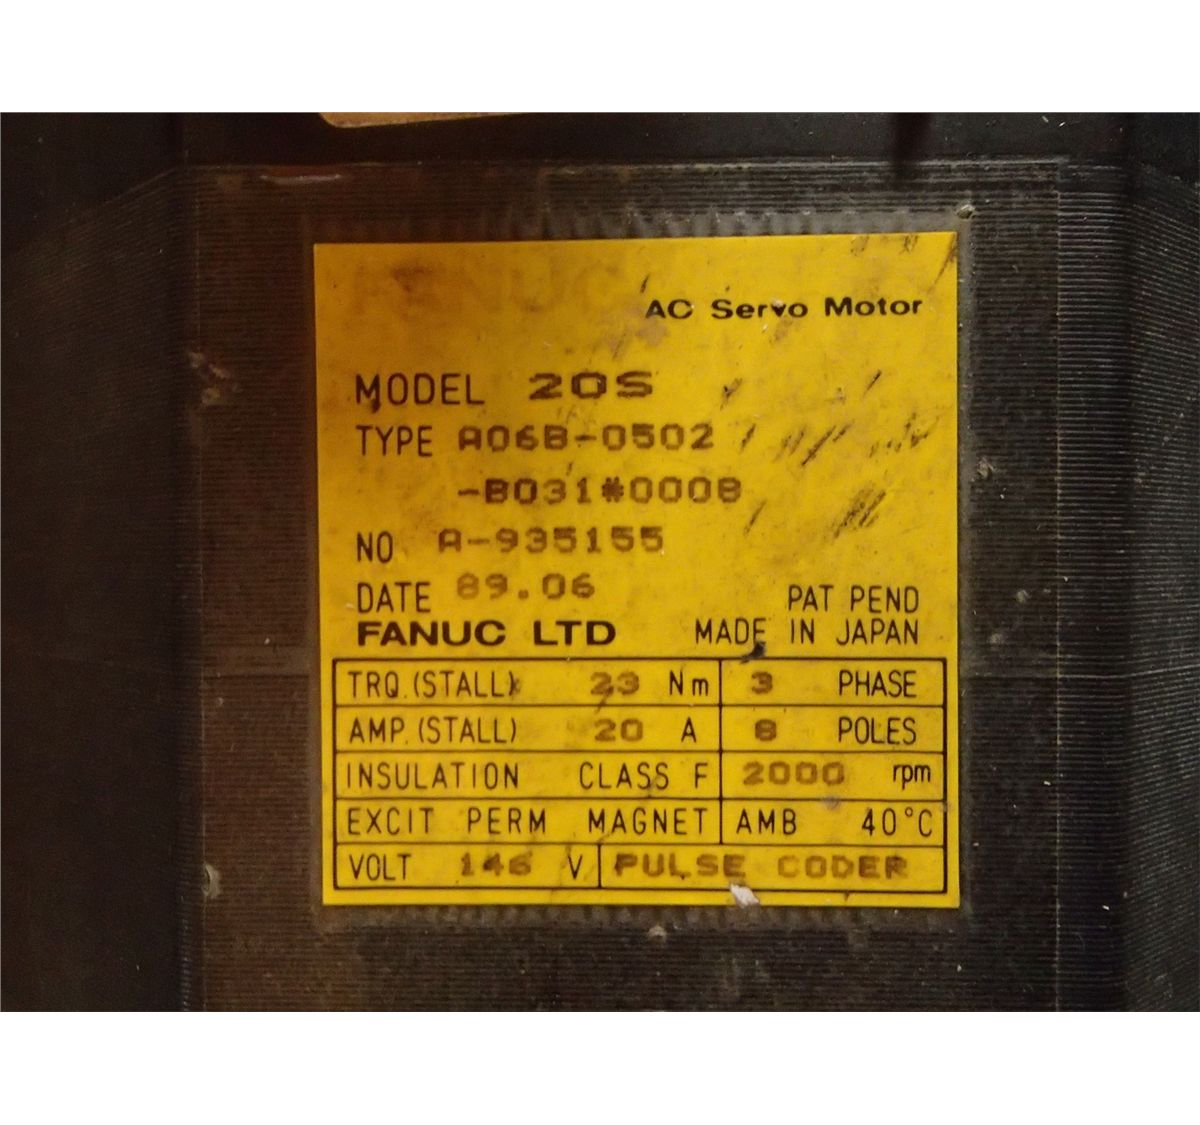 FANUC
AC Servo Motor
MODEL 20S
TYPE A06B-0502
-B031#0008
NO A-935155
DATE 89.06
PAT PEND
FANUC LTD MADE IN JAPAN
TRQ.(STALL) 23 Nm 3 PHASE
AMP.(STALL) 20 A 8 POLES
INSULATION CLASS F 2000 rpm
EXCIT PERM MAGNET AMB 40°C
VOLT 146 V PULSE CODER